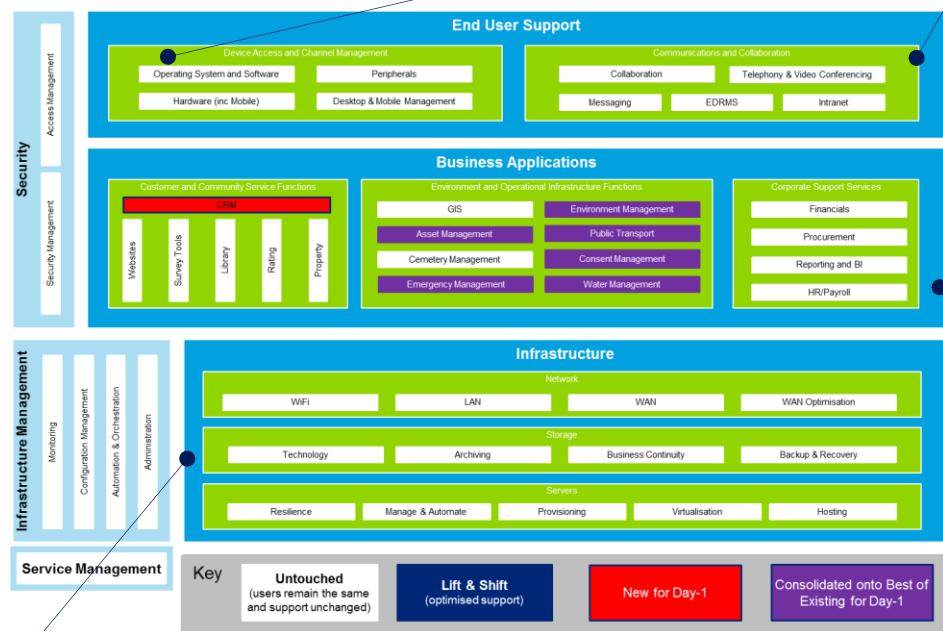 End User Support
Device Access and Channel Management
Operating System and Software
Peripherals
Hardware (inc Mobile)
Desktop & Mobile Management
Communications and Collaboration
Collaboration
Telephony & Video Conferencing
Messaging
EDRMS
Intranet
Security
Access Management
Security Management
Business Applications
Customer and Community Service Functions
CRM
Websites
Survey Tools
Library
Rating
Property
Environment and Operational Infrastructure Functions
GIS
Environment Management
Asset Management
Public Transport
Cemetery Management
Consent Management
Emergency Management
Water Management
Corporate Support Services
Financials
Procurement
Reporting and BI
HR/Payroll
Infrastructure Management
Monitoring
Configuration Management
Automation & Orchestration
Administration
Infrastructure
Network
WiFi
LAN
WAN
WAN Optimisation
Storage
Technology
Archiving
Business Continuity
Backup & Recovery
Servers
Resilience
Manage & Automate
Provisioning
Virtualisation
Hosting
Service Management
Key
Untouched
(users remain the same
and support unchanged)
Lift & Shift
(optimised support)
New for Day-1
Consolidated onto Best of
Existing for Day-1